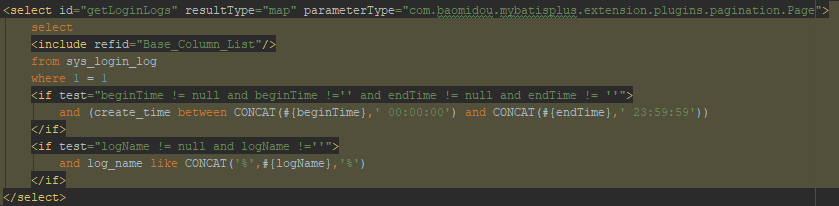 <select id="getLoginLogs" resultType="map" parameterType="com.baomidou.mybatisplus.extension.plugins.pagination.Page">
select
<include refid="Base_Column_List"/>
from sys_login_log
where 1 = 1
<if test="beginTime != null and beginTime !='' and endTime != null and endTime != ''">
and (create_time between CONCAT(#{beginTime},' 00:00:00') and CONCAT(#{endTime},' 23:59:59'))
</if>
<if test="logName != null and logName !=''">
and log_name like CONCAT('%',#{logName},'%')
</if>
</select>